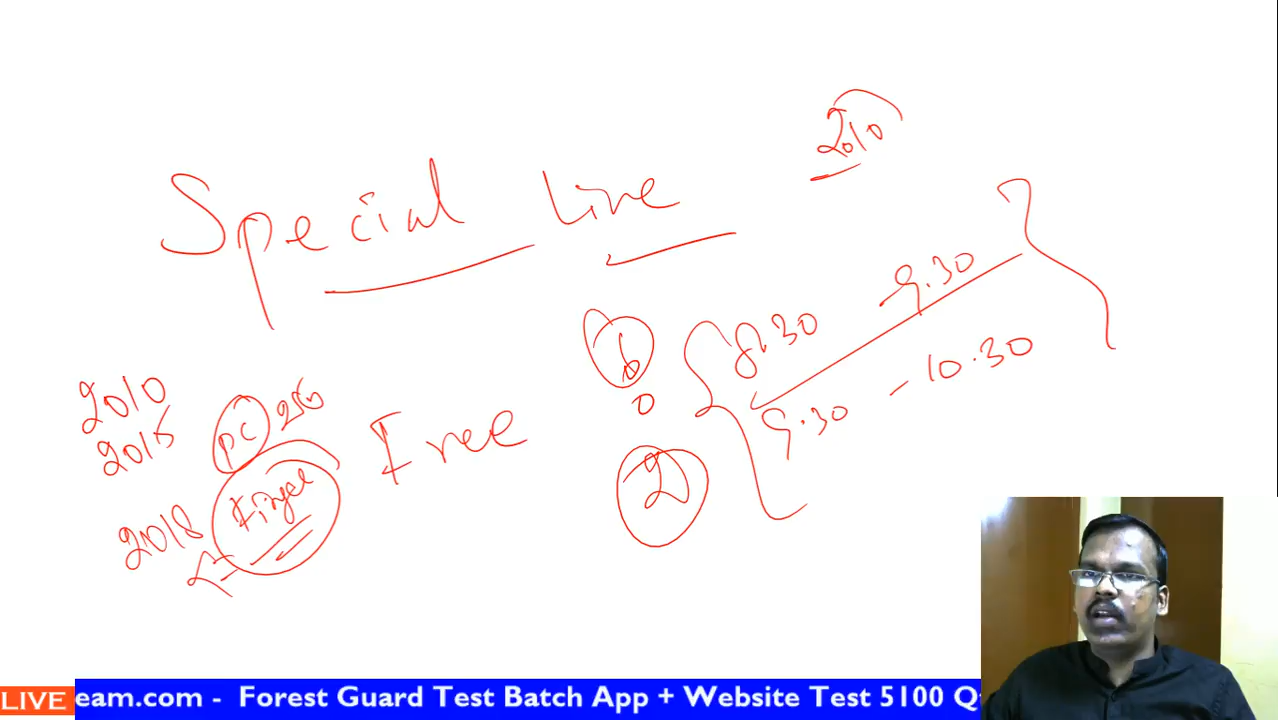 2010
Special Live
8.30 - 9.30
9.30 - 10.30
2010
2015
PC
250
Free
2
2018
Finger
LIVE eam.com - Forest Guard Test Batch App + Website Test 5100 Q